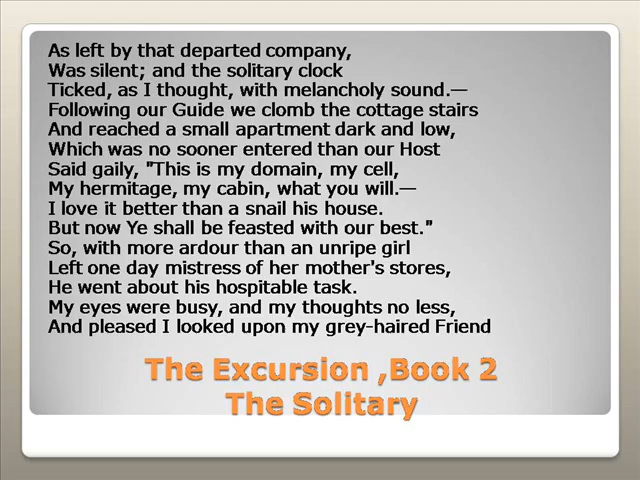 As left by that departed company,
Was silent; and the solitary clock
Ticked, as I thought, with melancholy sound.—
Following our Guide we clomb the cottage stairs
And reached a small apartment dark and low,
Which was no sooner entered than our Host
Said gaily, "This is my domain, my cell,
My hermitage, my cabin, what you will.—
I love it better than a snail his house.
But now Ye shall be feasted with our best."
So, with more ardour than an unripe girl
Left one day mistress of her mother's stores,
He went about his hospitable task.
My eyes were busy, and my thoughts no less,
And pleased I looked upon my grey-haired Friend
The Excursion ,Book 2
The Solitary